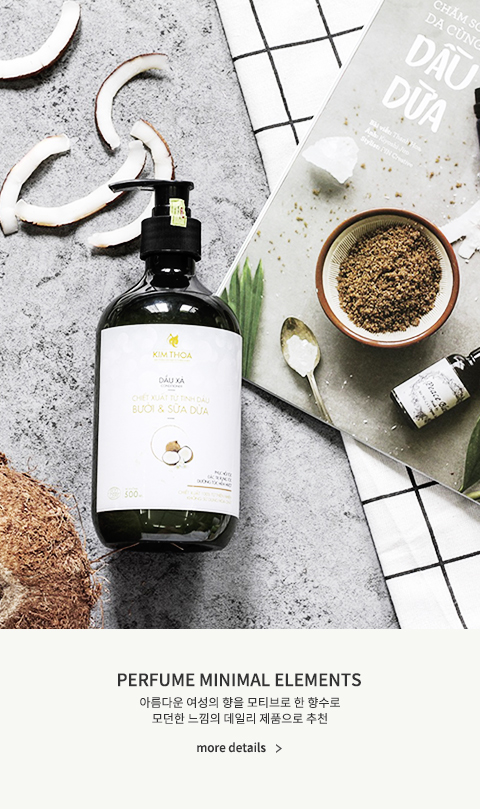 CHĂM SÓC
DA CÙNG
DẦU
DỪA
KIM THOA
DẦU XẢ
CHIẾT XUẤT TỪ TINH DẦU
BƯỞI & SỮA DỪA
500
PERFUME MINIMAL ELEMENTS
아름다운 여성의 향을 모티브로 한 향수로
모던한 느낌의 데일리 제품으로 추천
more details >